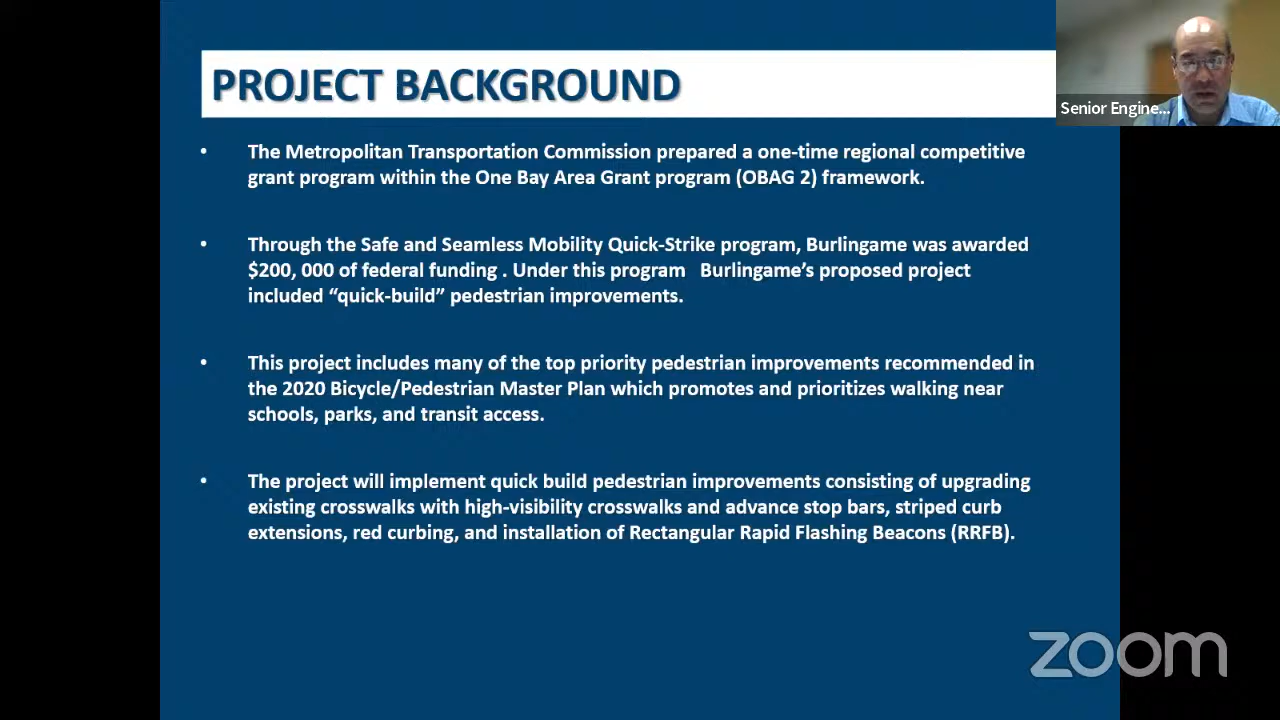 PROJECT BACKGROUND
Senior Engine...
• The Metropolitan Transportation Commission prepared a one-time regional competitive
grant program within the One Bay Area Grant program (OBAG 2) framework.
• Through the Safe and Seamless Mobility Quick-Strike program, Burlingame was awarded
$200, 000 of federal funding . Under this program Burlingame’s proposed project
included “quick-build” pedestrian improvements.
• This project includes many of the top priority pedestrian improvements recommended in
the 2020 Bicycle/Pedestrian Master Plan which promotes and prioritizes walking near
schools, parks, and transit access.
• The project will implement quick build pedestrian improvements consisting of upgrading
existing crosswalks with high-visibility crosswalks and advance stop bars, striped curb
extensions, red curbing, and installation of Rectangular Rapid Flashing Beacons (RRFB).
zoom